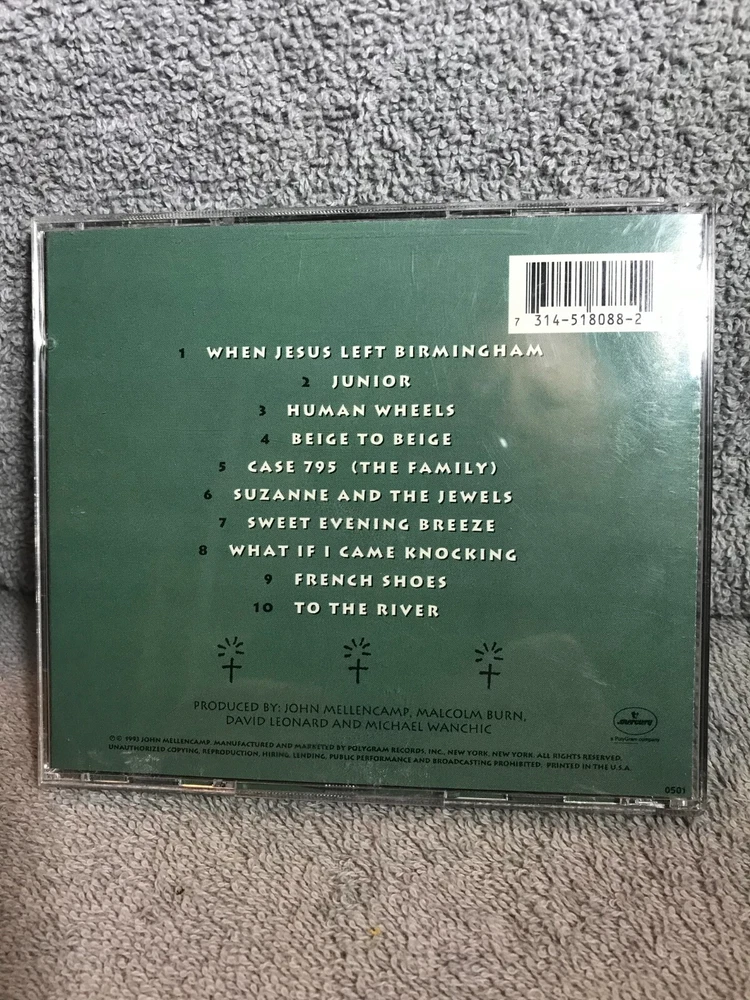 7 314-518088-2
1 WHEN JESUS LEFT BIRMINGHAM
2 JUNIOR
3 HUMAN WHEELS
4 BEIGE TO BEIGE
5 CASE 795 (THE FAMILY)
6 SUZANNE AND THE JEWELS
7 SWEET EVENING BREEZE
8 WHAT IF I CAME KNOCKING
9 FRENCH SHOES
10 TO THE RIVER
PRODUCED BY: JOHN MELLENCAMP, MALCOLM BURN,
DAVID LEONARD AND MICHAEL WANCHIC
mercury
a PolyGram company
℗ © 1993 JOHN MELLENCAMP. MANUFACTURED AND MARKETED BY POLYGRAM RECORDS, INC., NEW YORK, NEW YORK. ALL RIGHTS RESERVED.
UNAUTHORIZED COPYING, REPRODUCTION, HIRING, LENDING, PUBLIC PERFORMANCE AND BROADCASTING PROHIBITED. PRINTED IN THE U.S.A.
0501